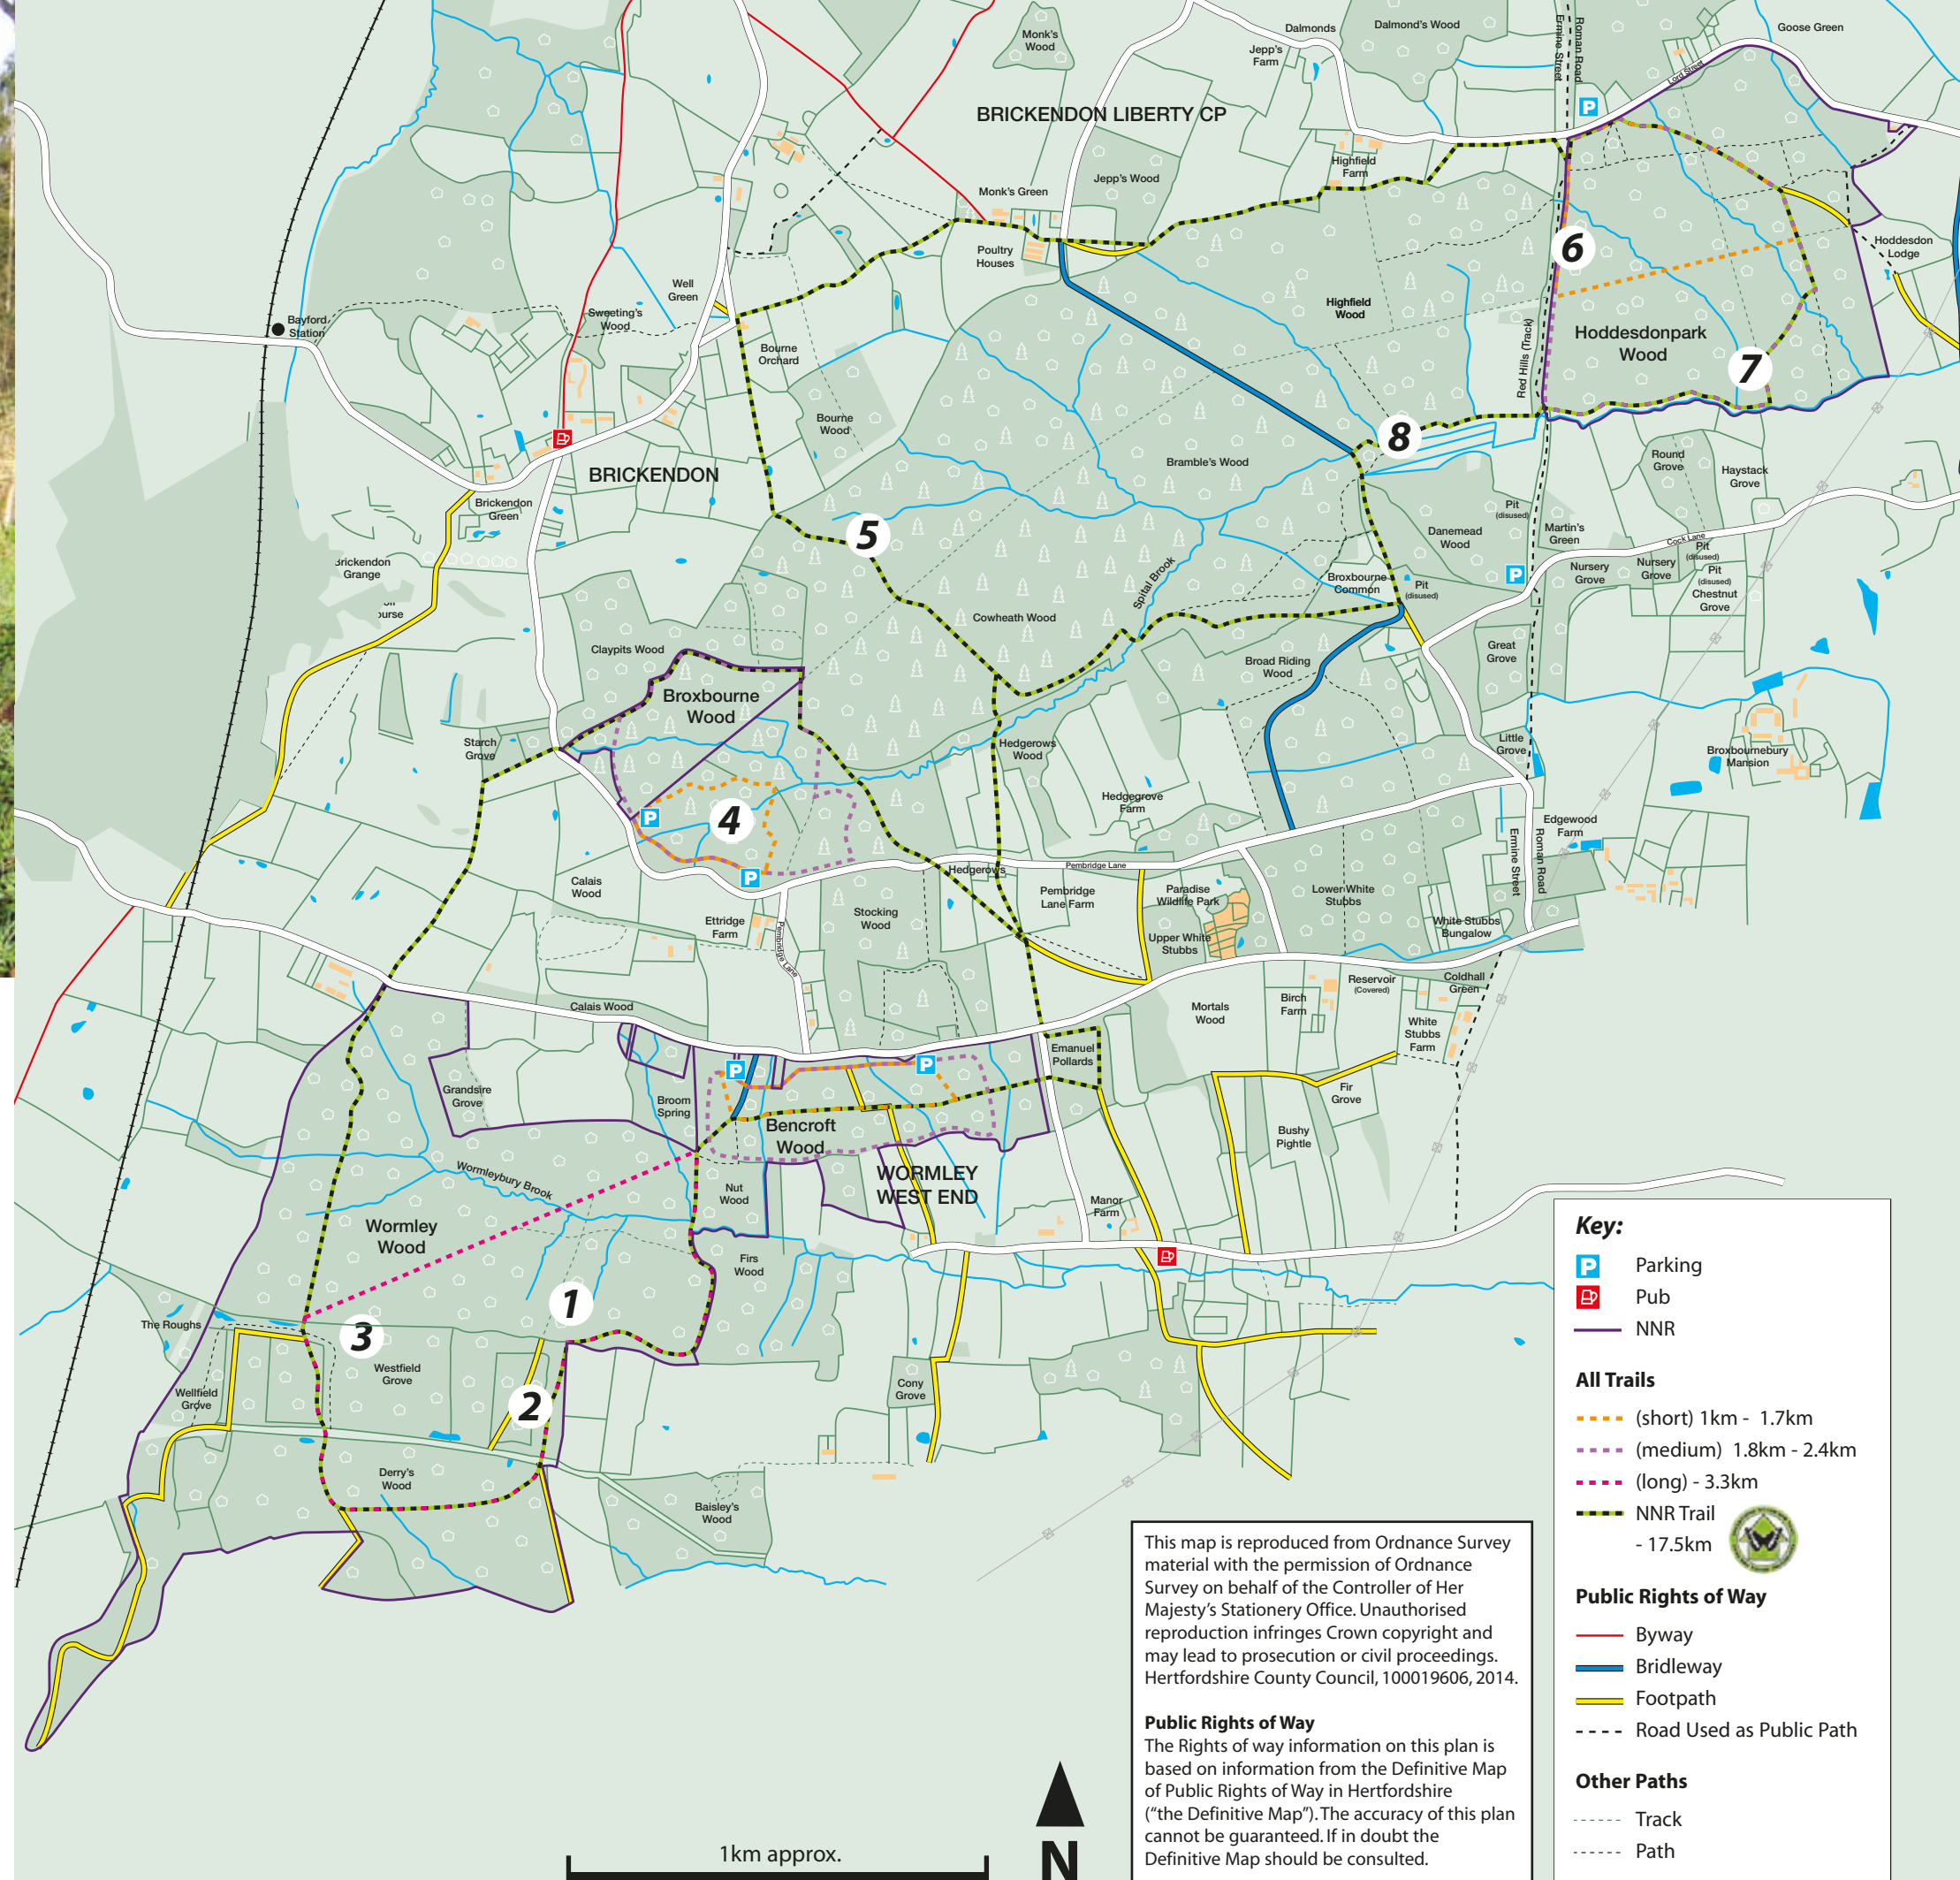 Monk's
Wood
Dalmonds
Jepp's
Farm
Dalmond's Wood
Ermine Street
Roman Road
Goose Green
Lord Street
P
BRICKENDON LIBERTY CP
Highfield
Farm
Jepp's Wood
Monk's Green
Poultry
Houses
6
Hoddesdon
Lodge
Well
Green
Sweeting's
Wood
Bayford
Station
Highfield
Wood
Red Hills (Track)
Hoddesdonpark
Wood
7
Bourne
Orchard
Bourne
Wood
8
Bramble's Wood
BRICKENDON
Brickendon
Green
Round
Grove
Haystack
Grove
Pit
(disused)
Martin's
Green
Danemead
Wood
Cock Lane
5
Brickendon
Grange
ourse
P
Nursery
Grove
Nursery
Grove
Pit
(disused)
Pit
(disused)
Chestnut
Grove
Spital Brook
Broxbourne
Common
Pit
(disused)
Cowheath Wood
Claypits Wood
Great
Grove
Broad Riding
Wood
Broxbourne
Wood
Starch
Grove
Hedgerows
Wood
Little
Grove
Broxbournebury
Mansion
Hedgegrove
Farm
P
4
Edgewood
Farm
P
Ermine Street
Roman Road
Pembridge Lane
Hedgerows
Calais
Wood
Pembridge
Lane Farm
Paradise
Wildlife Park
Lower White
Stubbs
Ettridge
Farm
Pembridge Lane
Stocking
Wood
Upper White
Stubbs
White Stubbs
Bungalow
Calais Wood
Mortals
Wood
Birch
Farm
Reservoir
(Covered)
Coldhall
Green
White
Stubbs
Farm
Emanuel
Pollards
P
P
Grandsire
Grove
Broom
Spring
Fir
Grove
Bencroft
Wood
Bushy
Pightle
Wormleybury Brook
WORMLEY
WEST END
Nut
Wood
Manor
Farm
Wormley
Wood
Firs
Wood
1
The Roughs
3
Westfield
Grove
Wellfield
Grove
2
Cony
Grove
Derry's
Wood
Baisley's
Wood
Key:
P Parking
Pub
NNR
All Trails
(short) 1km - 1.7km
(medium) 1.8km - 2.4km
(long) - 3.3km
NNR Trail
- 17.5km
Public Rights of Way
Byway
Bridleway
Footpath
Road Used as Public Path
Other Paths
Track
Path
This map is reproduced from Ordnance Survey
material with the permission of Ordnance
Survey on behalf of the Controller of Her
Majesty's Stationery Office. Unauthorised
reproduction infringes Crown copyright and
may lead to prosecution or civil proceedings.
Hertfordshire County Council, 100019606, 2014.
Public Rights of Way
The Rights of way information on this plan is
based on information from the Definitive Map
of Public Rights of Way in Hertfordshire
("the Definitive Map"). The accuracy of this plan
cannot be guaranteed. If in doubt the
Definitive Map should be consulted.
1km approx.
N